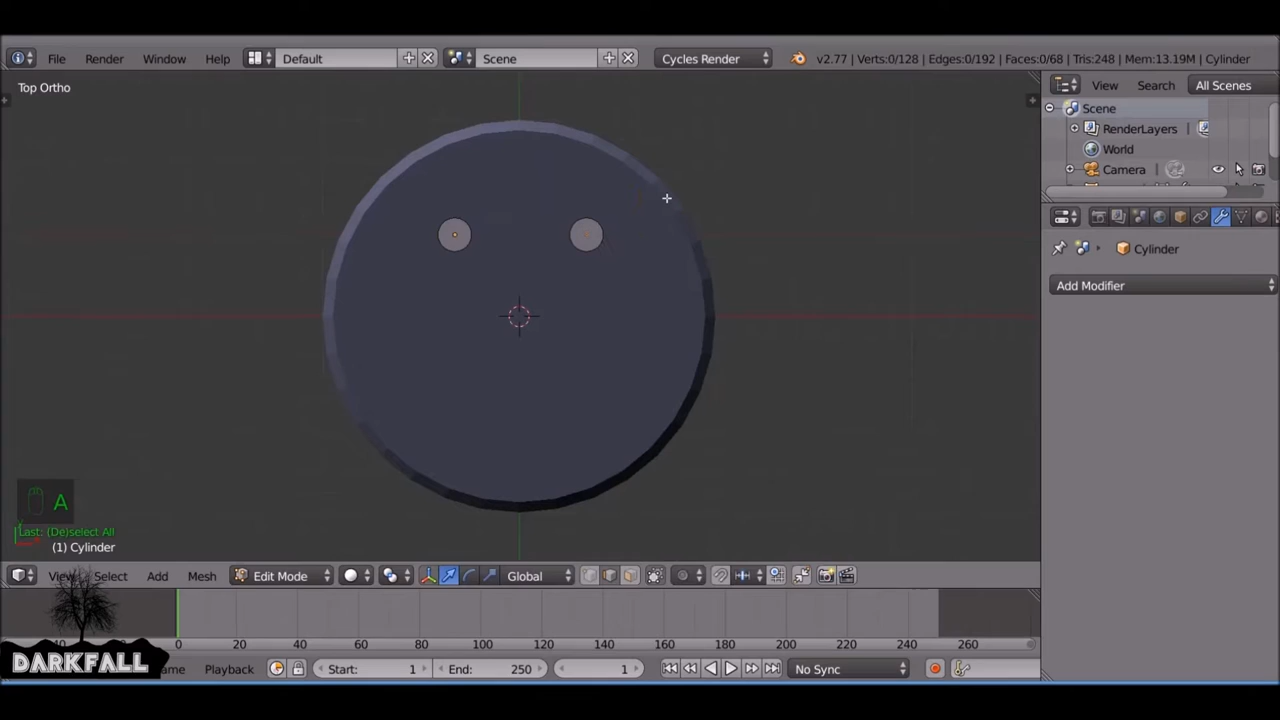 File Render Window Help Default Scene Cycles Render v2.77 | Verts:0/128 | Edges:0/192 | Faces:0/68 | Tris:248 | Mem:13.19M | Cylinder
Top Ortho
View Search All Scenes
Scene
RenderLayers
World
Camera
Cylinder
Add Modifier
A
Last: (De)select All
(1) Cylinder
Select Add Mesh Edit Mode Global
0 20 40 60 80 100 120 140 160 180 200 220 240 260
DARKFALL
Playback Start: 1 End: 250 1 No Sync